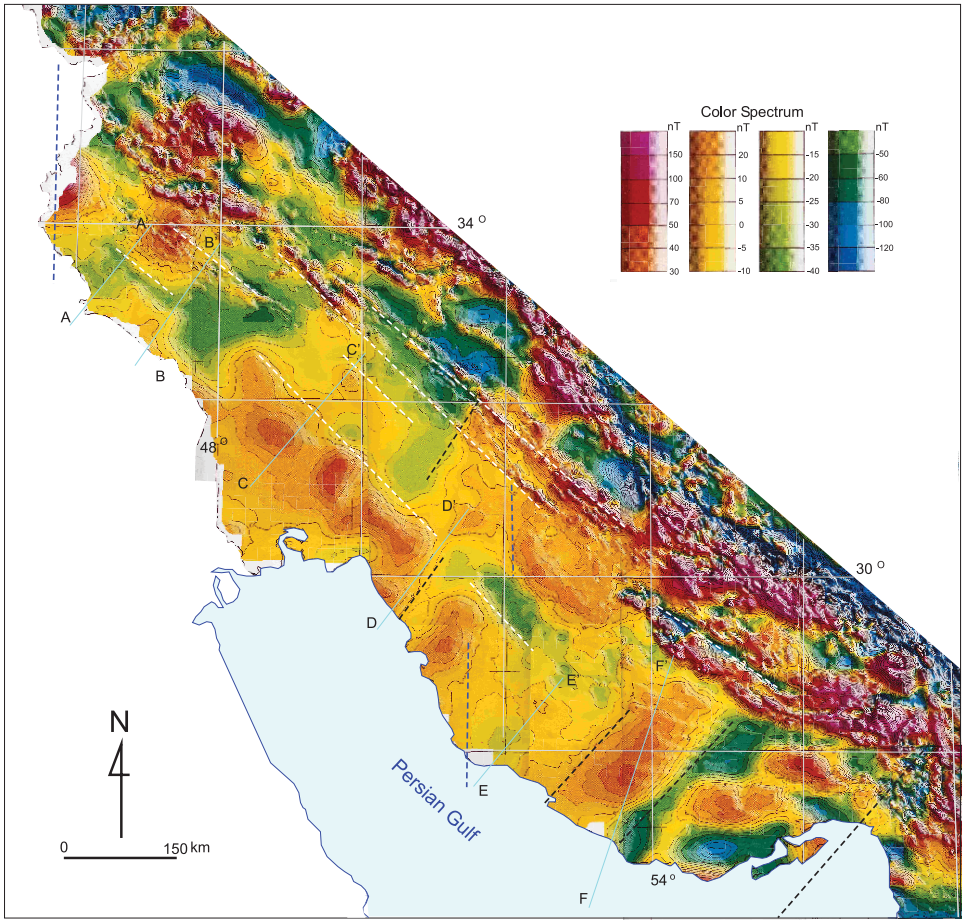 Color Spectrum
nT nT nT nT
150 20 -15 -50
100 10 -20 -60
70 5 -25 -80
50 0 -30 -100
40 -5 -35 -120
30 -10 -40
34 O
A'
B'
A
C'
B
48 o
C
D'
30 O
D
F'
E'
N
E
Persian Gulf
0 150 km
54 o
F